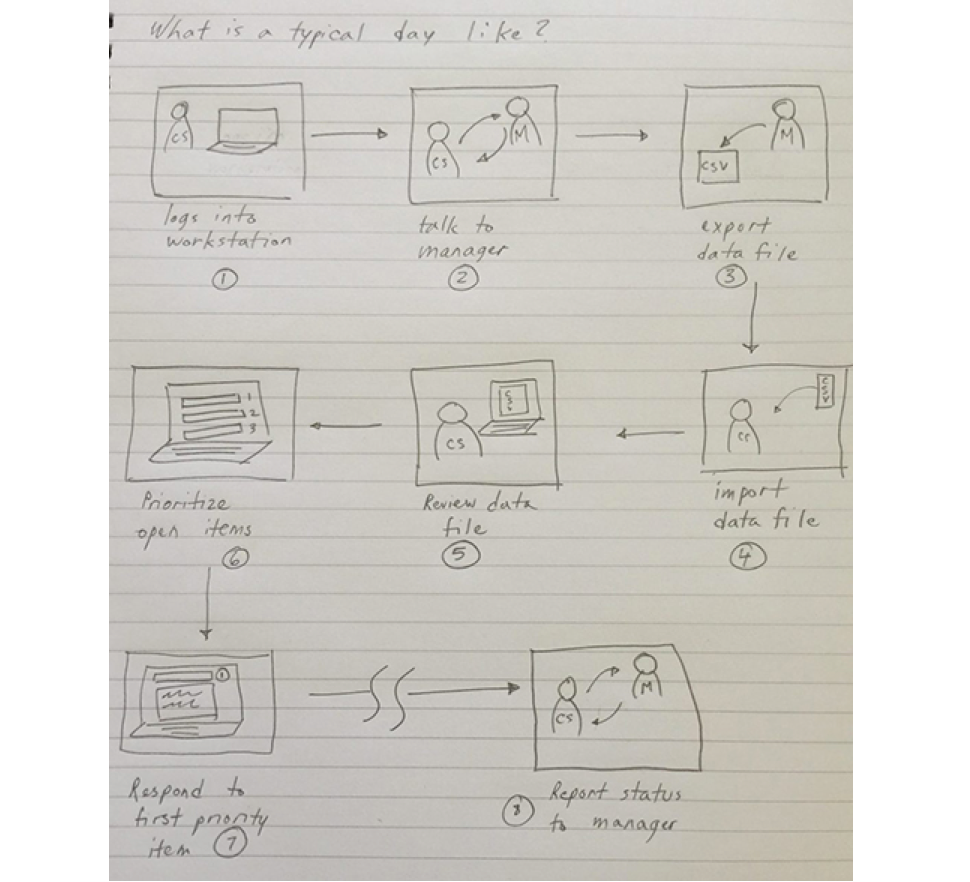 What is a typical day like?
CS
logs into
workstation
1
CS
M
talk to
manager
2
M
CSV
export
data file
3
1
2
3
Prioritize
open items
6
CS
CSV
Review data
file
5
CS
CSV
import
data file
4
1
Respond to
first priority
item 7
CS
M
8 Report status
to manager